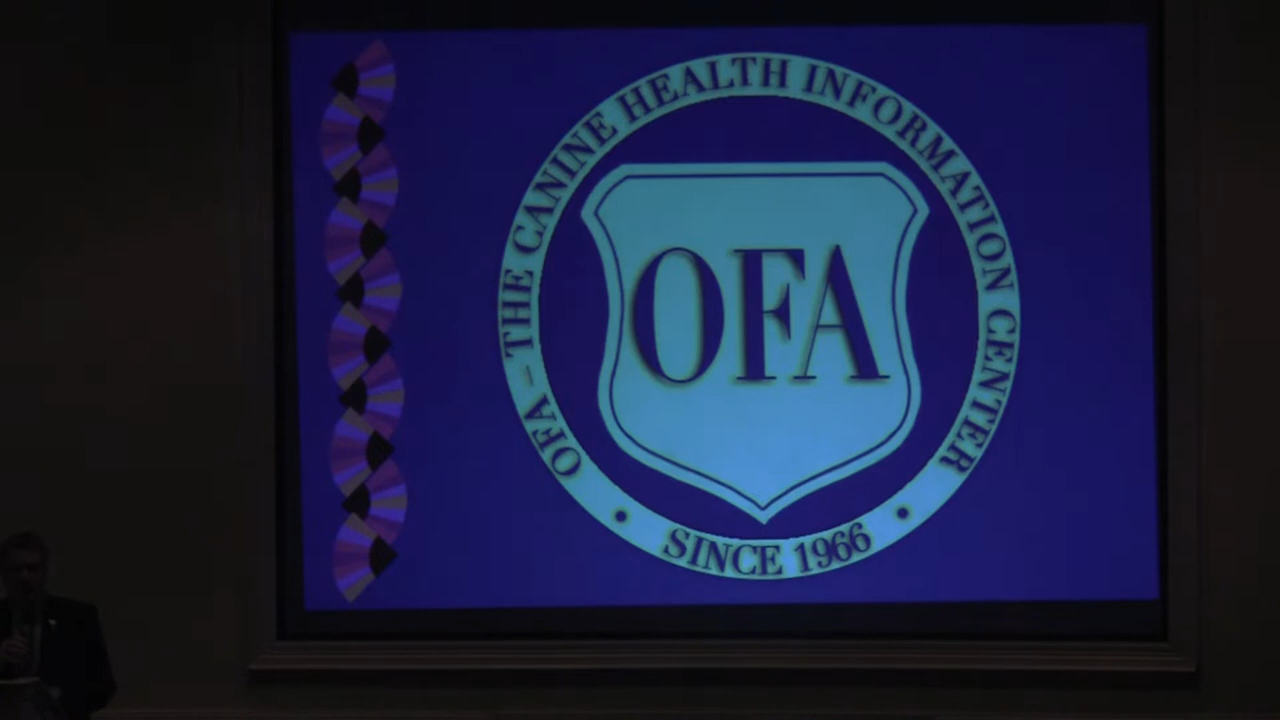 OFA – THE CANINE HEALTH INFORMATION CENTER
OFA
• SINCE 1966 •